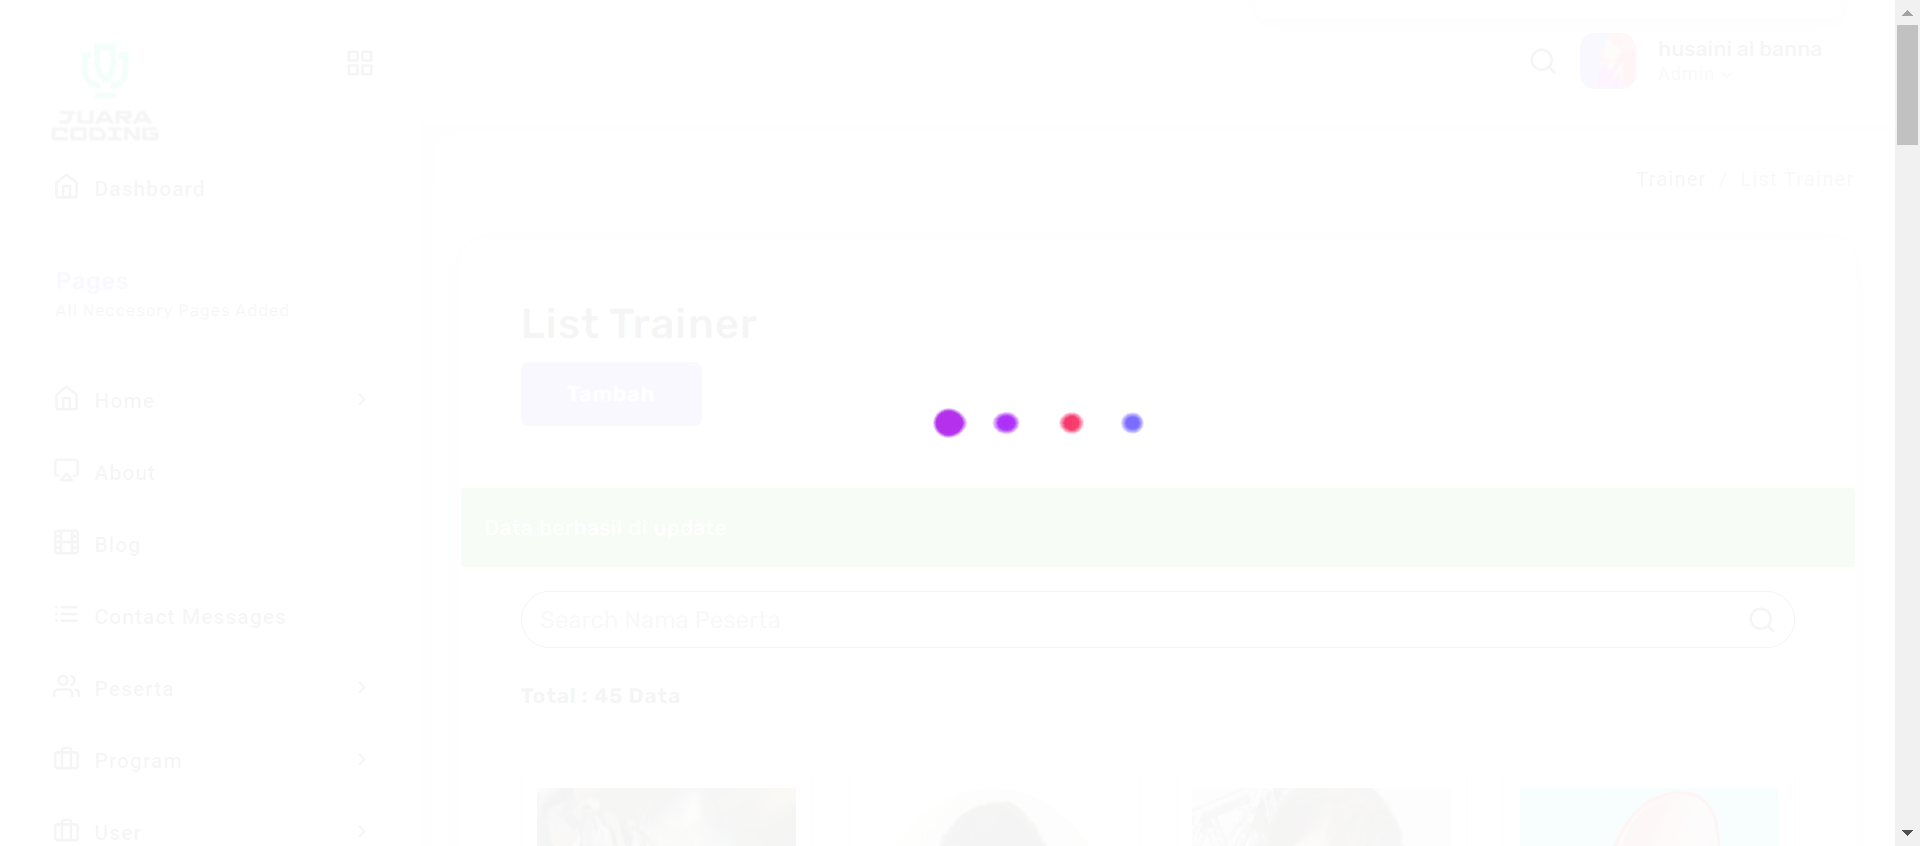 JUARA
CODING
husaini al banna
Admin
Dashboard
Trainer / List Trainer
Pages
All Neccesory Pages Added
List Trainer
Tambah
Home
About
Data berhasil di update
Blog
Contact Messages
Search Nama Peserta
Peserta
Total : 45 Data
Program
User